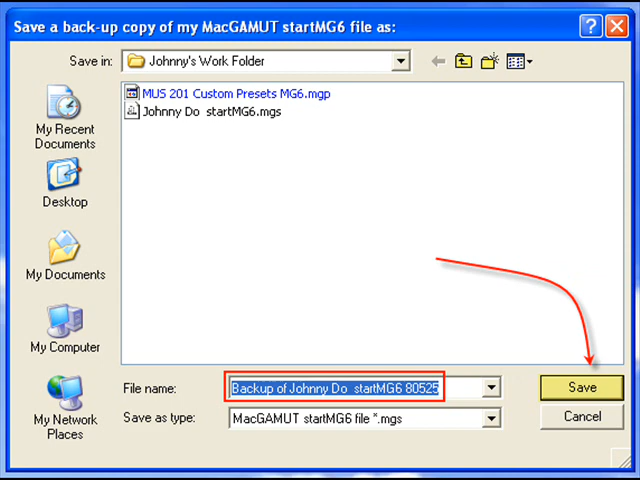 Save a back-up copy of my MacGAMUT startMG6 file as:
Save in:
Johnny's Work Folder
MUS 201 Custom Presets MG6.mgp
Johnny Do  startMG6.mgs
My Recent
Documents
Desktop
My Documents
My Computer
My Network
Places
File name:
Backup of Johnny Do  startMG6 80525
Save
Save as type:
MacGAMUT startMG6 file *.mgs
Cancel